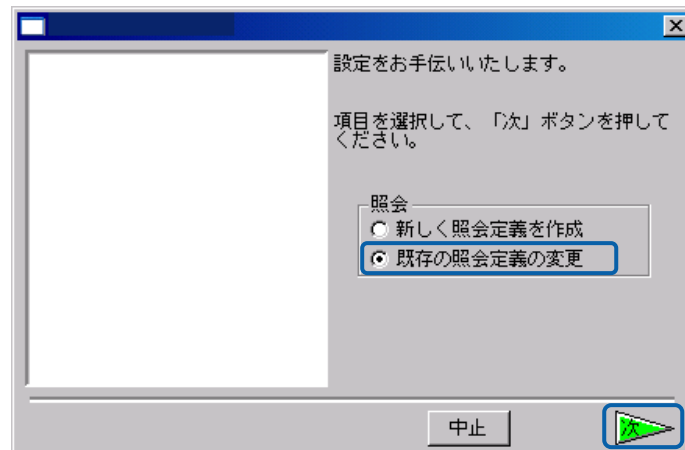 設定をお手伝いいたします。
項目を選択して、「次」ボタンを押して
ください。
照会
新しく照会定義を作成
既存の照会定義の変更
中止
次